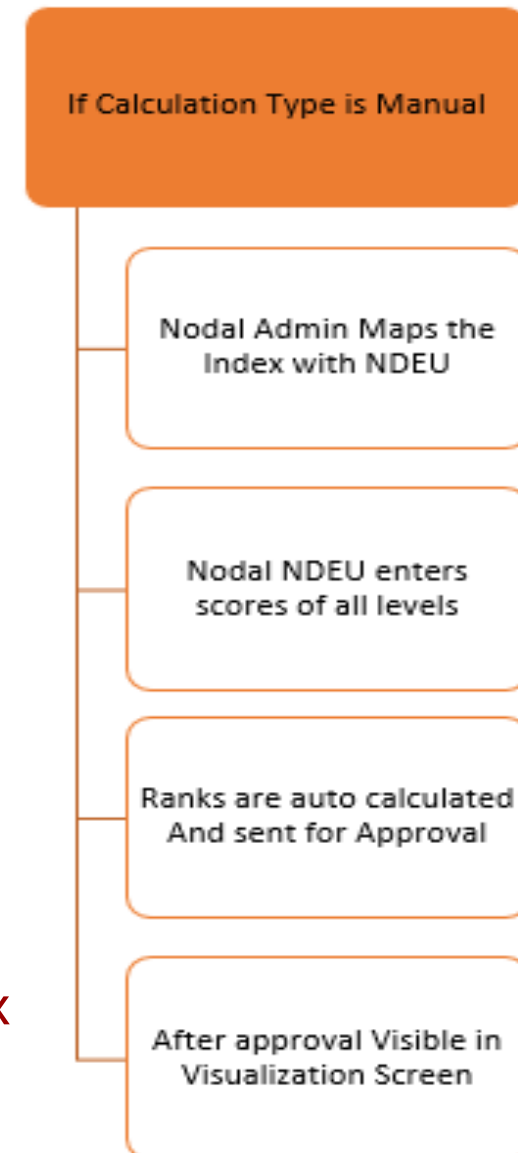 If Calculation Type is Manual
Nodal Admin Maps the
Index with NDEU
Nodal NDEU enters
scores of all levels
Ranks are auto calculated
And sent for Approval
x
After approval Visible in
Visualization Screen